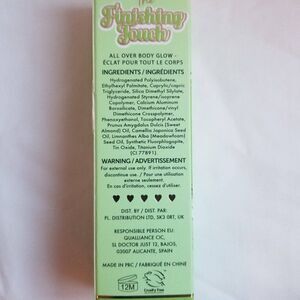 The
Finishing
Touch
ALL OVER BODY GLOW -
ÉCLAT POUR TOUT LE CORPS
INGREDIENTS / INGRÉDIENTS
Hydrogenated Polyisobutene,
Ethylhexyl Palmitate, Caprylic/capric
Triglyceride, Silica Dimethyl Silylate,
Hydrogenated Styrene/isoprene
Copolymer, Calcium Aluminum
Borosilicate, Dimethicone/vinyl
Dimethicone Crosspolymer,
Phenoxyethanol, Tocopheryl Acetate,
Prunus Amygdalus Dulcis (Sweet
Almond) Oil, Camellia Japonica Seed
Oil, Limnanthes Alba (Meadowfoam)
Seed Oil, Synthetic Fluorphlogopite,
Tin Oxide, Titanium Dioxide
(CI 77891).
WARNING / ADVERTISSEMENT
For external use only. If irritation occurs,
discontinue use. / Pour une utilisation
externe seulement.
En cas d'irritation, cessez d'utiliser.
DIST. BY / DIST. PAR:
PL. DISTRIBUTION LTD, SK3 0RT, UK
RESPONSIBLE PERSON EU:
QUALLIANCE CIC,
SL DOCTOR JUST 12, BAJOS,
03007 ALICANTE, SPAIN
MADE IN PRC / FABRIQUÉ EN CHINE
12M
Cruelty Free